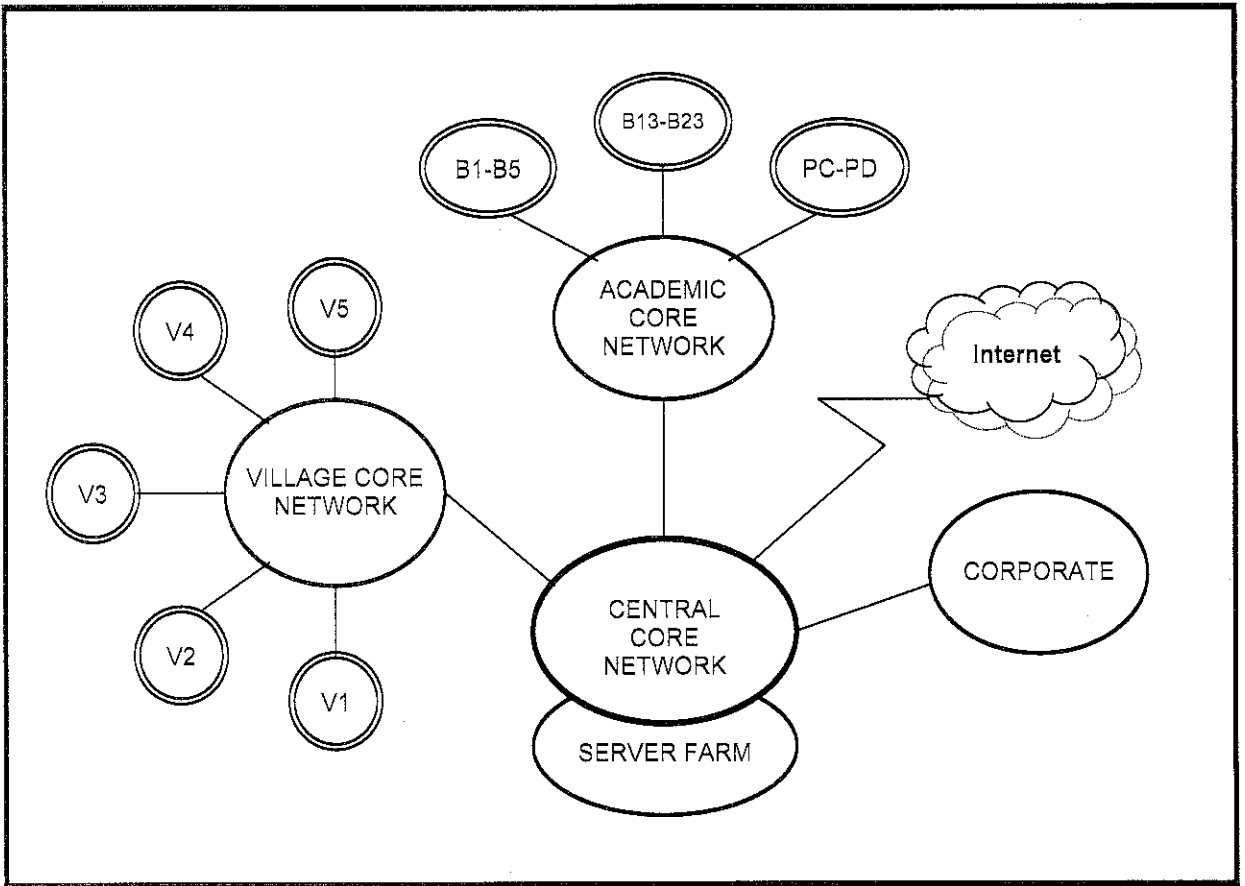 B13-B23
B1-B5
PC-PD
ACADEMIC
CORE
NETWORK
V5
V4
Internet
VILLAGE CORE
NETWORK
V3
CORPORATE
CENTRAL
CORE
NETWORK
V2
V1
SERVER FARM